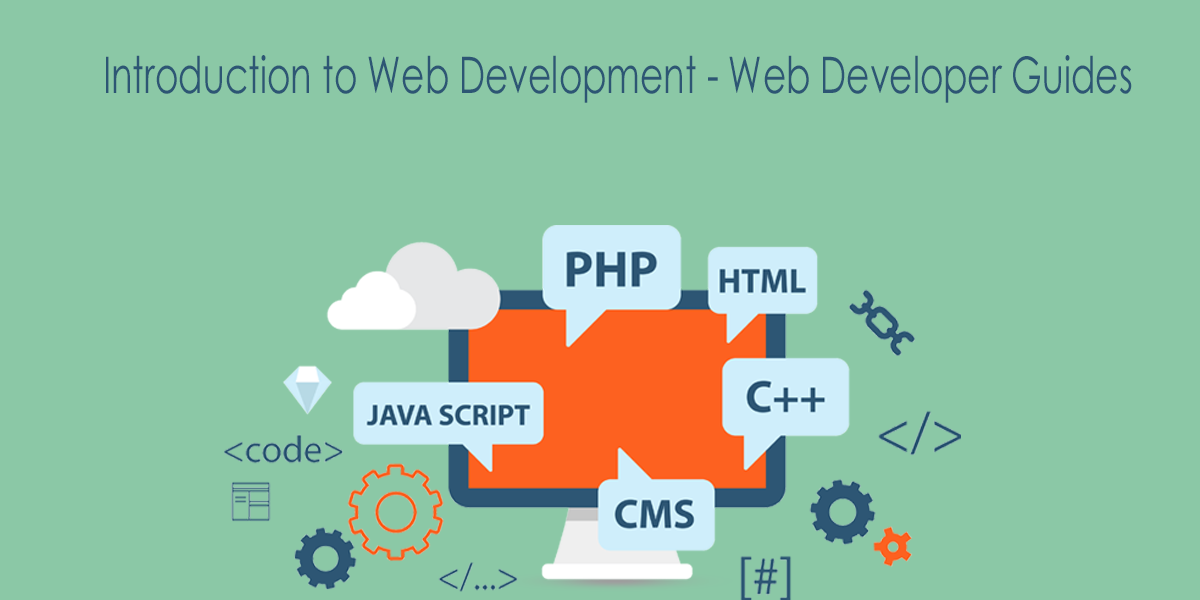 Introduction to Web Development - Web Developer Guides
PHP
HTML
C++
JAVA SCRIPT
<code>
</>
CMS
</...>
[#]